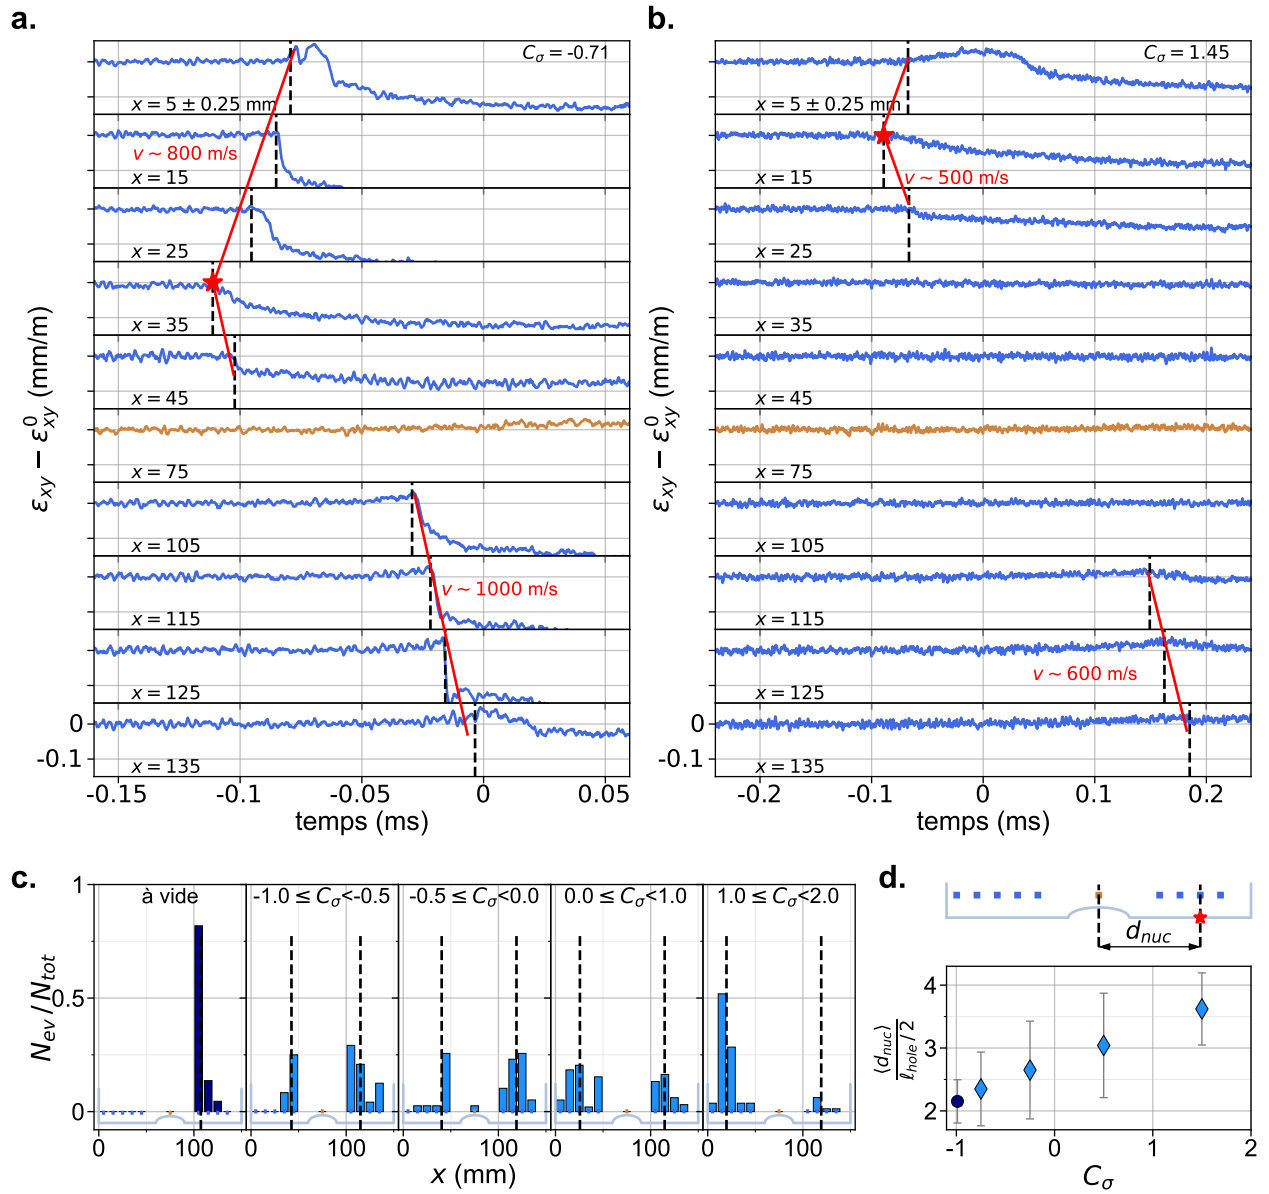 a.
C_σ = -0.71
x = 5 ± 0.25 mm
v ~ 800 m/s
x = 15
x = 25
x = 35
x = 45
x = 75
x = 105
x = 115
v ~ 1000 m/s
x = 125
x = 135
0
-0.1
-0.15 -0.1 -0.05 0 0.05
temps (ms)
ε_xy − ε⁰_xy (mm/m)
b.
C_σ = 1.45
x = 5 ± 0.25 mm
x = 15
v ~ 500 m/s
x = 25
x = 35
x = 45
x = 75
x = 105
x = 115
x = 125
v ~ 600 m/s
x = 135
0
-0.1
-0.2 -0.1 0 0.1 0.2
temps (ms)
ε_xy − ε⁰_xy (mm/m)
c.
à vide
-1.0 ≤ C_σ<-0.5
-0.5 ≤ C_σ<0.0
0.0 ≤ C_σ<1.0
1.0 ≤ C_σ<2.0
1
0.5
0
N_ev/N_tot
0 100 0 100 0 100 0 100 0 100
x (mm)
d.
d_nuc
4
3
2
⟨d_nuc⟩
ℓ_hole/2
-1 0 1 2
C_σ